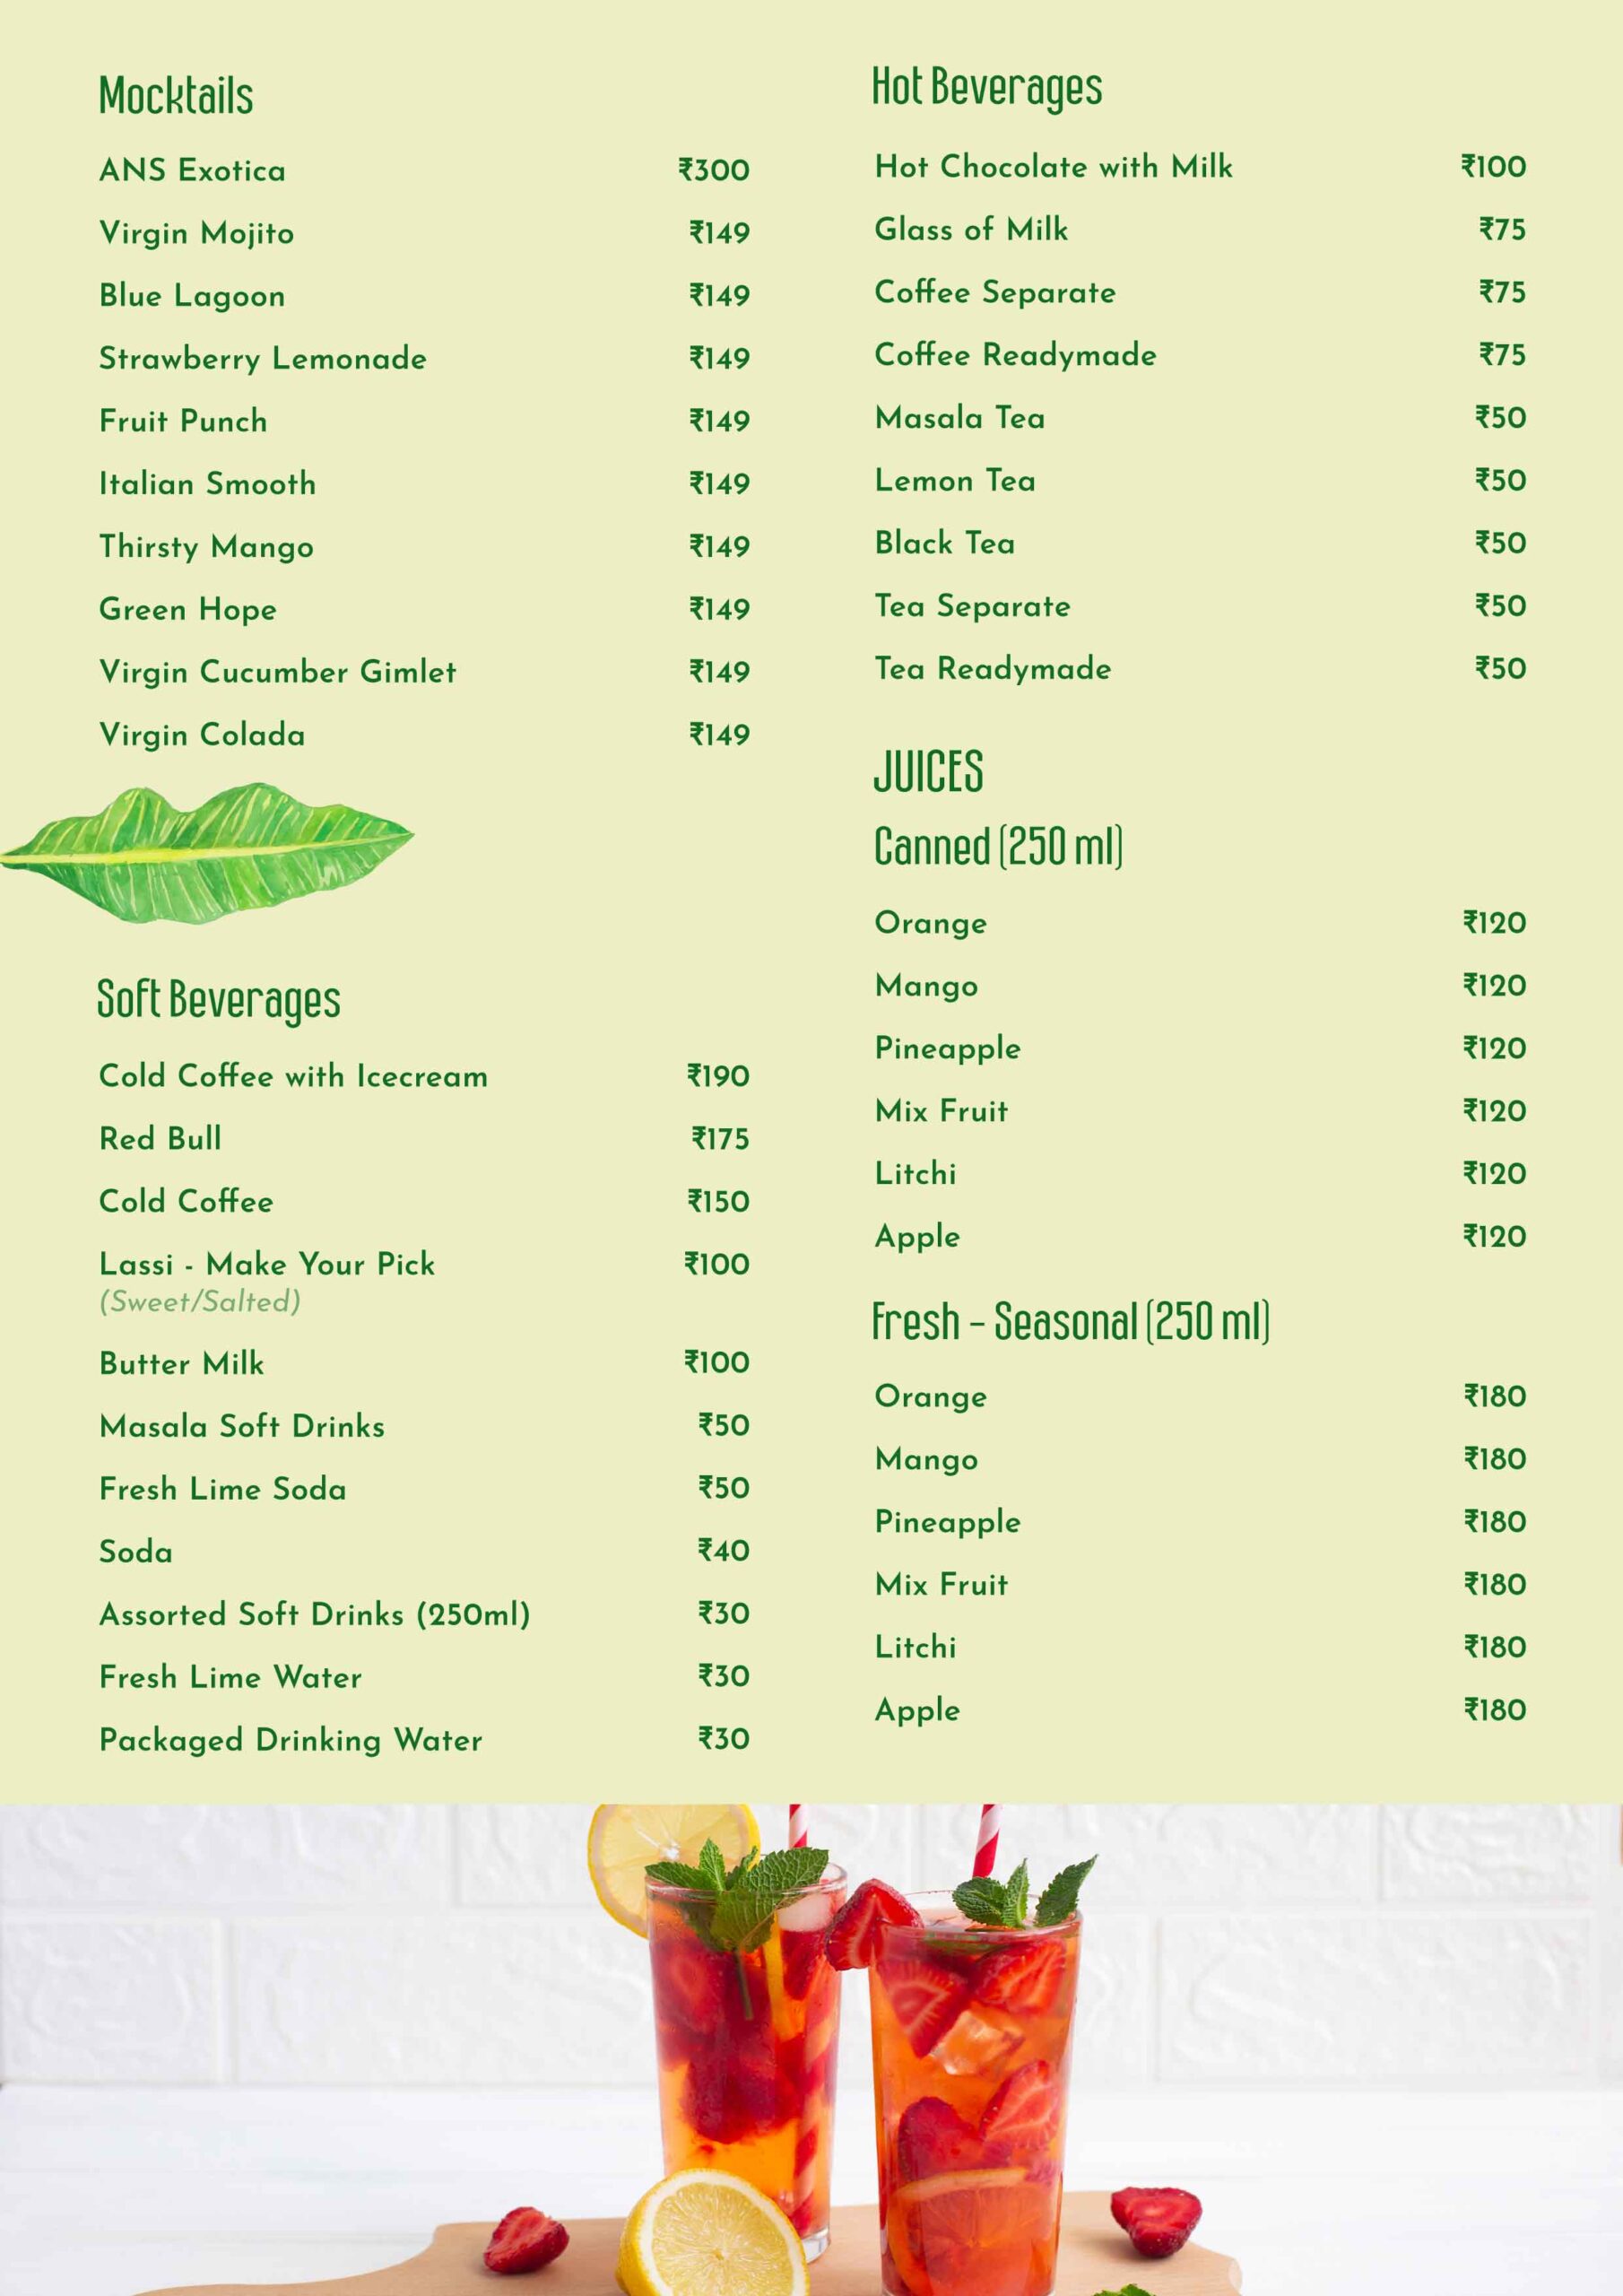 Mocktails
ANS Exotica ₹300
Virgin Mojito ₹149
Blue Lagoon ₹149
Strawberry Lemonade ₹149
Fruit Punch ₹149
Italian Smooth ₹149
Thirsty Mango ₹149
Green Hope ₹149
Virgin Cucumber Gimlet ₹149
Virgin Colada ₹149
Soft Beverages
Cold Coffee with Icecream ₹190
Red Bull ₹175
Cold Coffee ₹150
Lassi - Make Your Pick ₹100
(Sweet/Salted)
Butter Milk ₹100
Masala Soft Drinks ₹50
Fresh Lime Soda ₹50
Soda ₹40
Assorted Soft Drinks (250ml) ₹30
Fresh Lime Water ₹30
Packaged Drinking Water ₹30
Hot Beverages
Hot Chocolate with Milk ₹100
Glass of Milk ₹75
Coffee Separate ₹75
Coffee Readymade ₹75
Masala Tea ₹50
Lemon Tea ₹50
Black Tea ₹50
Tea Separate ₹50
Tea Readymade ₹50
JUICES
Canned (250 ml)
Orange ₹120
Mango ₹120
Pineapple ₹120
Mix Fruit ₹120
Litchi ₹120
Apple ₹120
Fresh - Seasonal (250 ml)
Orange ₹180
Mango ₹180
Pineapple ₹180
Mix Fruit ₹180
Litchi ₹180
Apple ₹180